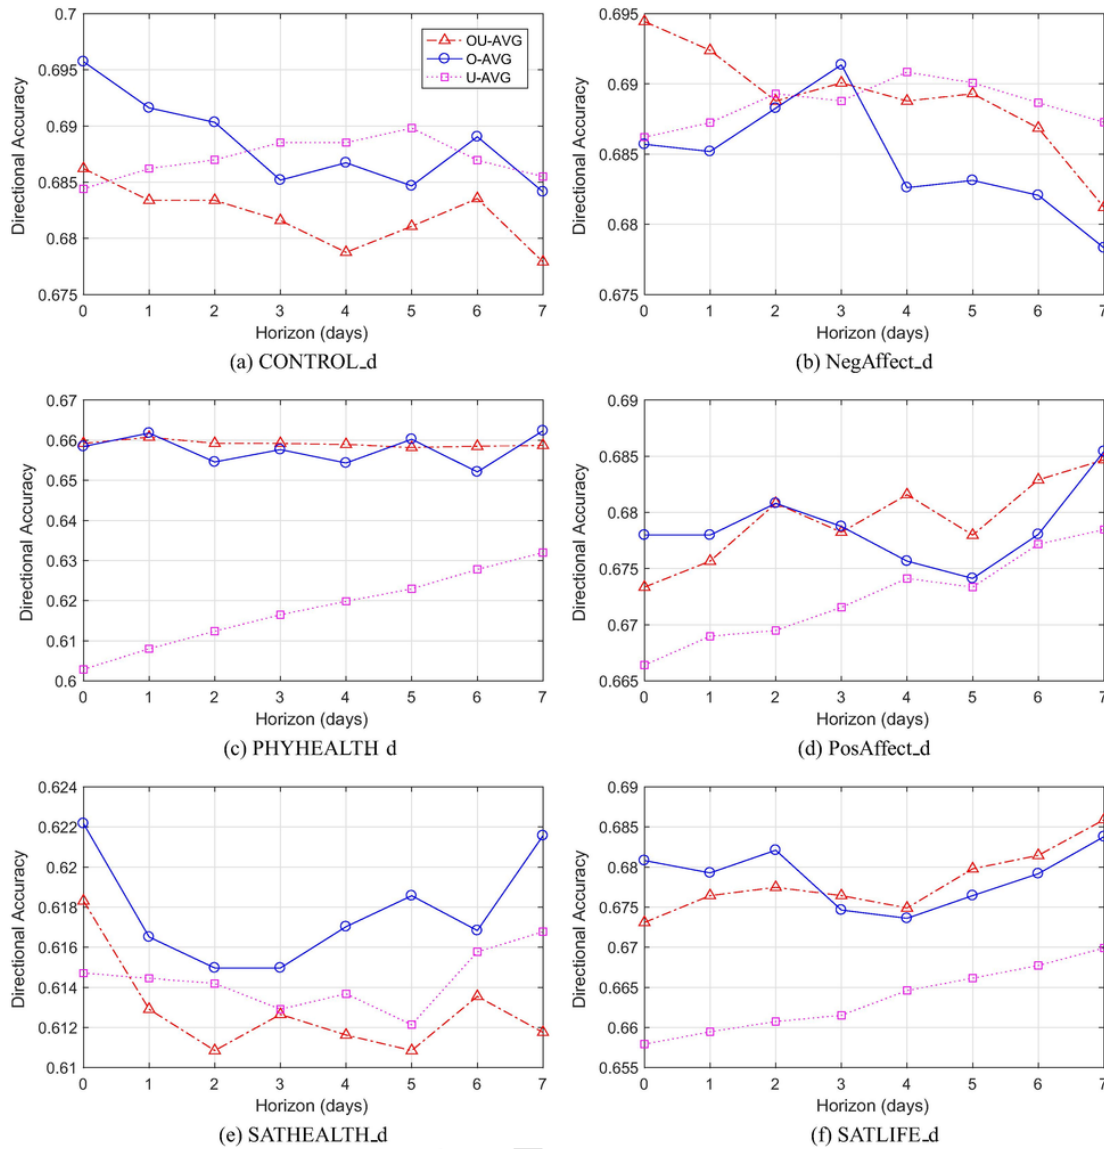 0.7
0.695
0.69
0.685
0.68
0.675
Directional Accuracy
OU-AVG
O-AVG
U-AVG
0 1 2 3 4 5 6 7
Horizon (days)
(a) CONTROL_d
0.695
0.69
0.685
0.68
0.675
Directional Accuracy
0 1 2 3 4 5 6 7
Horizon (days)
(b) NegAffect_d
0.67
0.66
0.65
0.64
0.63
0.62
0.61
0.6
Directional Accuracy
0 1 2 3 4 5 6 7
Horizon (days)
(c) PHYHEALTH_d
0.69
0.685
0.68
0.675
0.67
0.665
Directional Accuracy
0 1 2 3 4 5 6 7
Horizon (days)
(d) PosAffect_d
0.624
0.622
0.62
0.618
0.616
0.614
0.612
0.61
Directional Accuracy
0 1 2 3 4 5 6 7
Horizon (days)
(e) SATHEALTH_d
0.69
0.685
0.68
0.675
0.67
0.665
0.66
0.655
Directional Accuracy
0 1 2 3 4 5 6 7
Horizon (days)
(f) SATLIFE_d